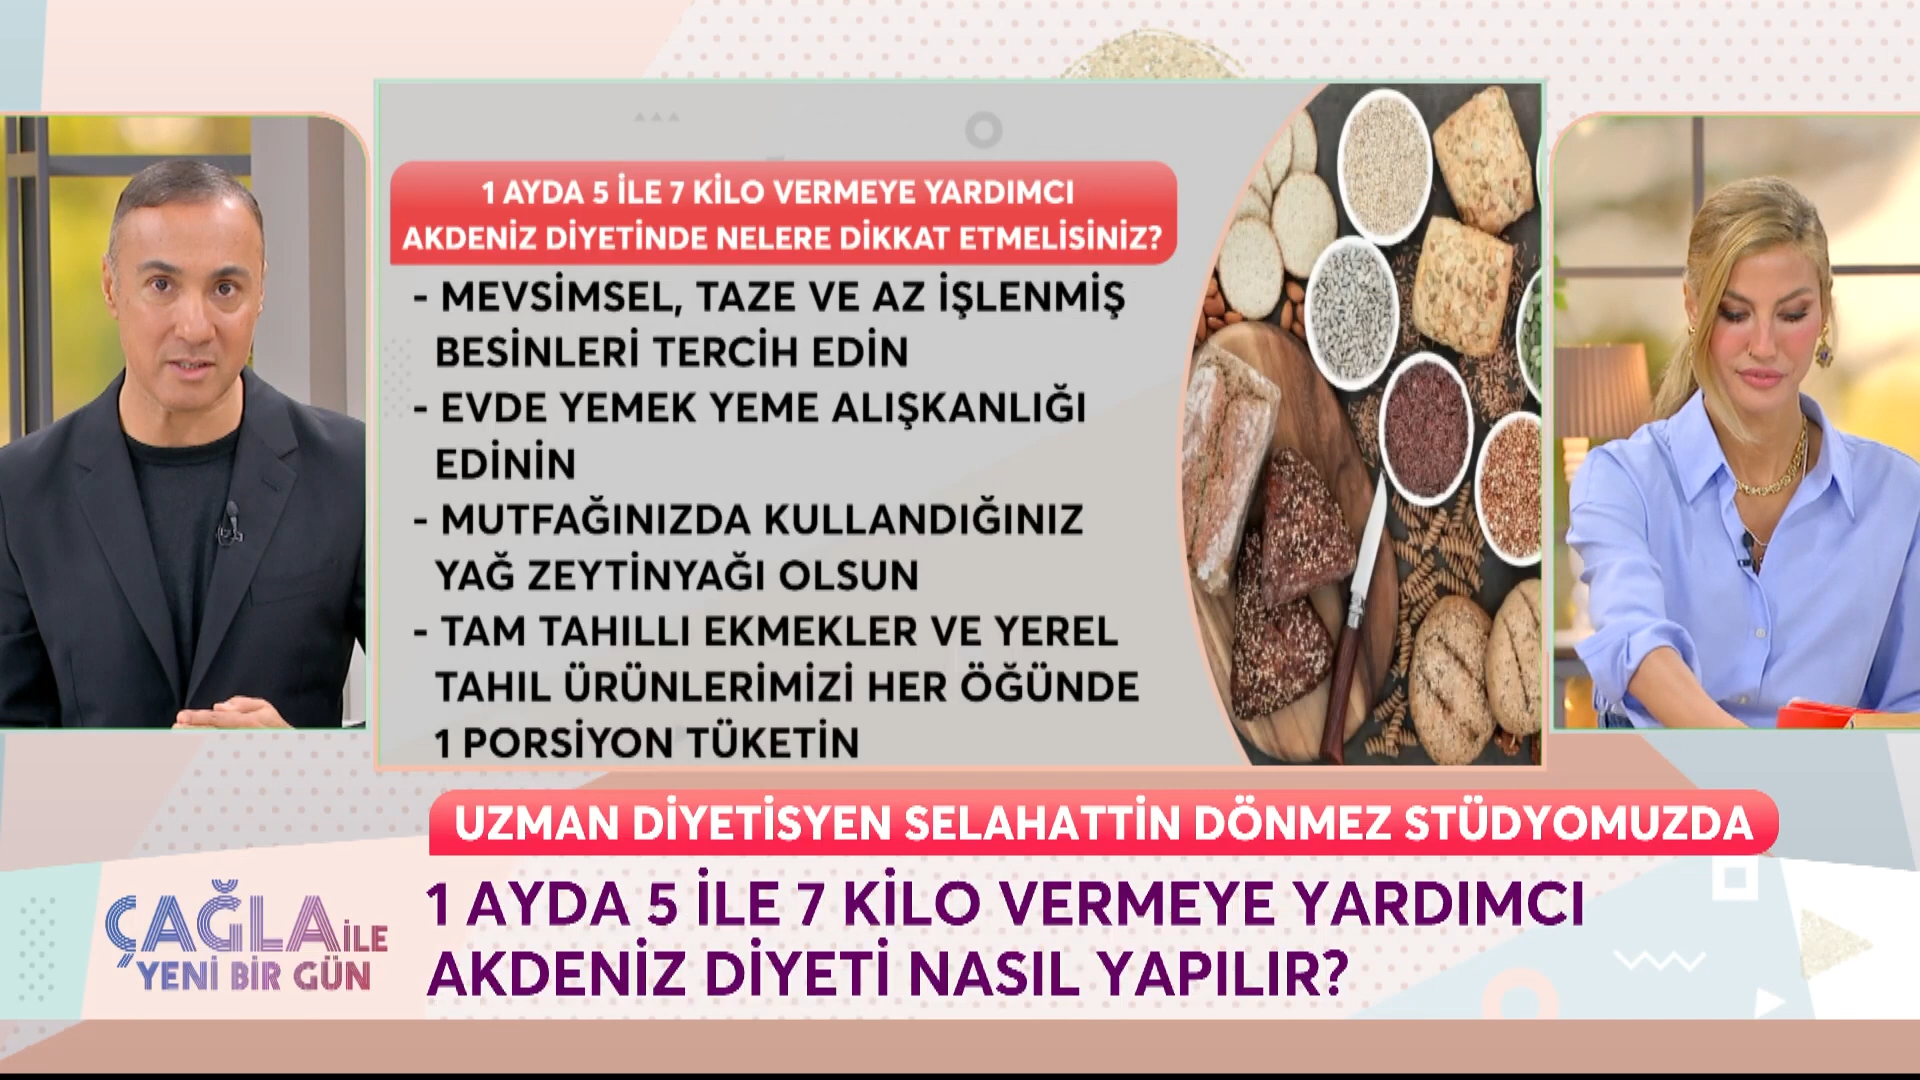 1 AYDA 5 İLE 7 KİLO VERMEYE YARDIMCI
AKDENİZ DİYETİNDE NELERE DİKKAT ETMELİSİNİZ?
- MEVSİMSEL, TAZE VE AZ İŞLENMİŞ
BESİNLERİ TERCİH EDİN
- EVDE YEMEK YEME ALIŞKANLIĞI
EDİNİN
- MUTFAĞINIZDA KULLANDIĞINIZ
YAĞ ZEYTİNYAĞI OLSUN
- TAM TAHILLI EKMEKLER VE YEREL
TAHIL ÜRÜNLERİMİZİ HER ÖĞÜNDE
1 PORSİYON TÜKETİN
UZMAN DİYETİSYEN SELAHATTİN DÖNMEZ STÜDYOMUZDA
1 AYDA 5 İLE 7 KİLO VERMEYE YARDIMCI
AKDENİZ DİYETİ NASIL YAPILIR?
ÇAĞLA İLE
YENİ BİR GÜN